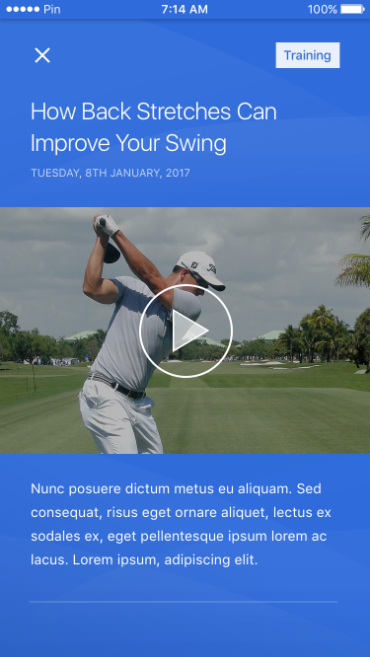 Pin 7:14 AM 100%
Training
How Back Stretches Can
Improve Your Swing
TUESDAY, 8TH JANUARY, 2017
Nunc posuere dictum metus eu aliquam. Sed
consequat, risus eget ornare aliquet, lectus ex
sodales ex, eget pellentesque ipsum lorem ac
lacus. Lorem ipsum, adipiscing elit.